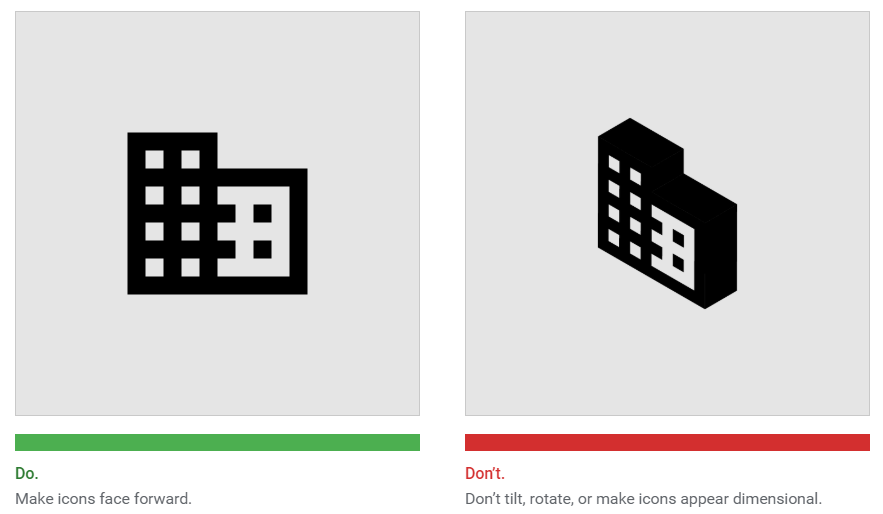 Do.
Make icons face forward.
Don't.
Don’t tilt, rotate, or make icons appear dimensional.